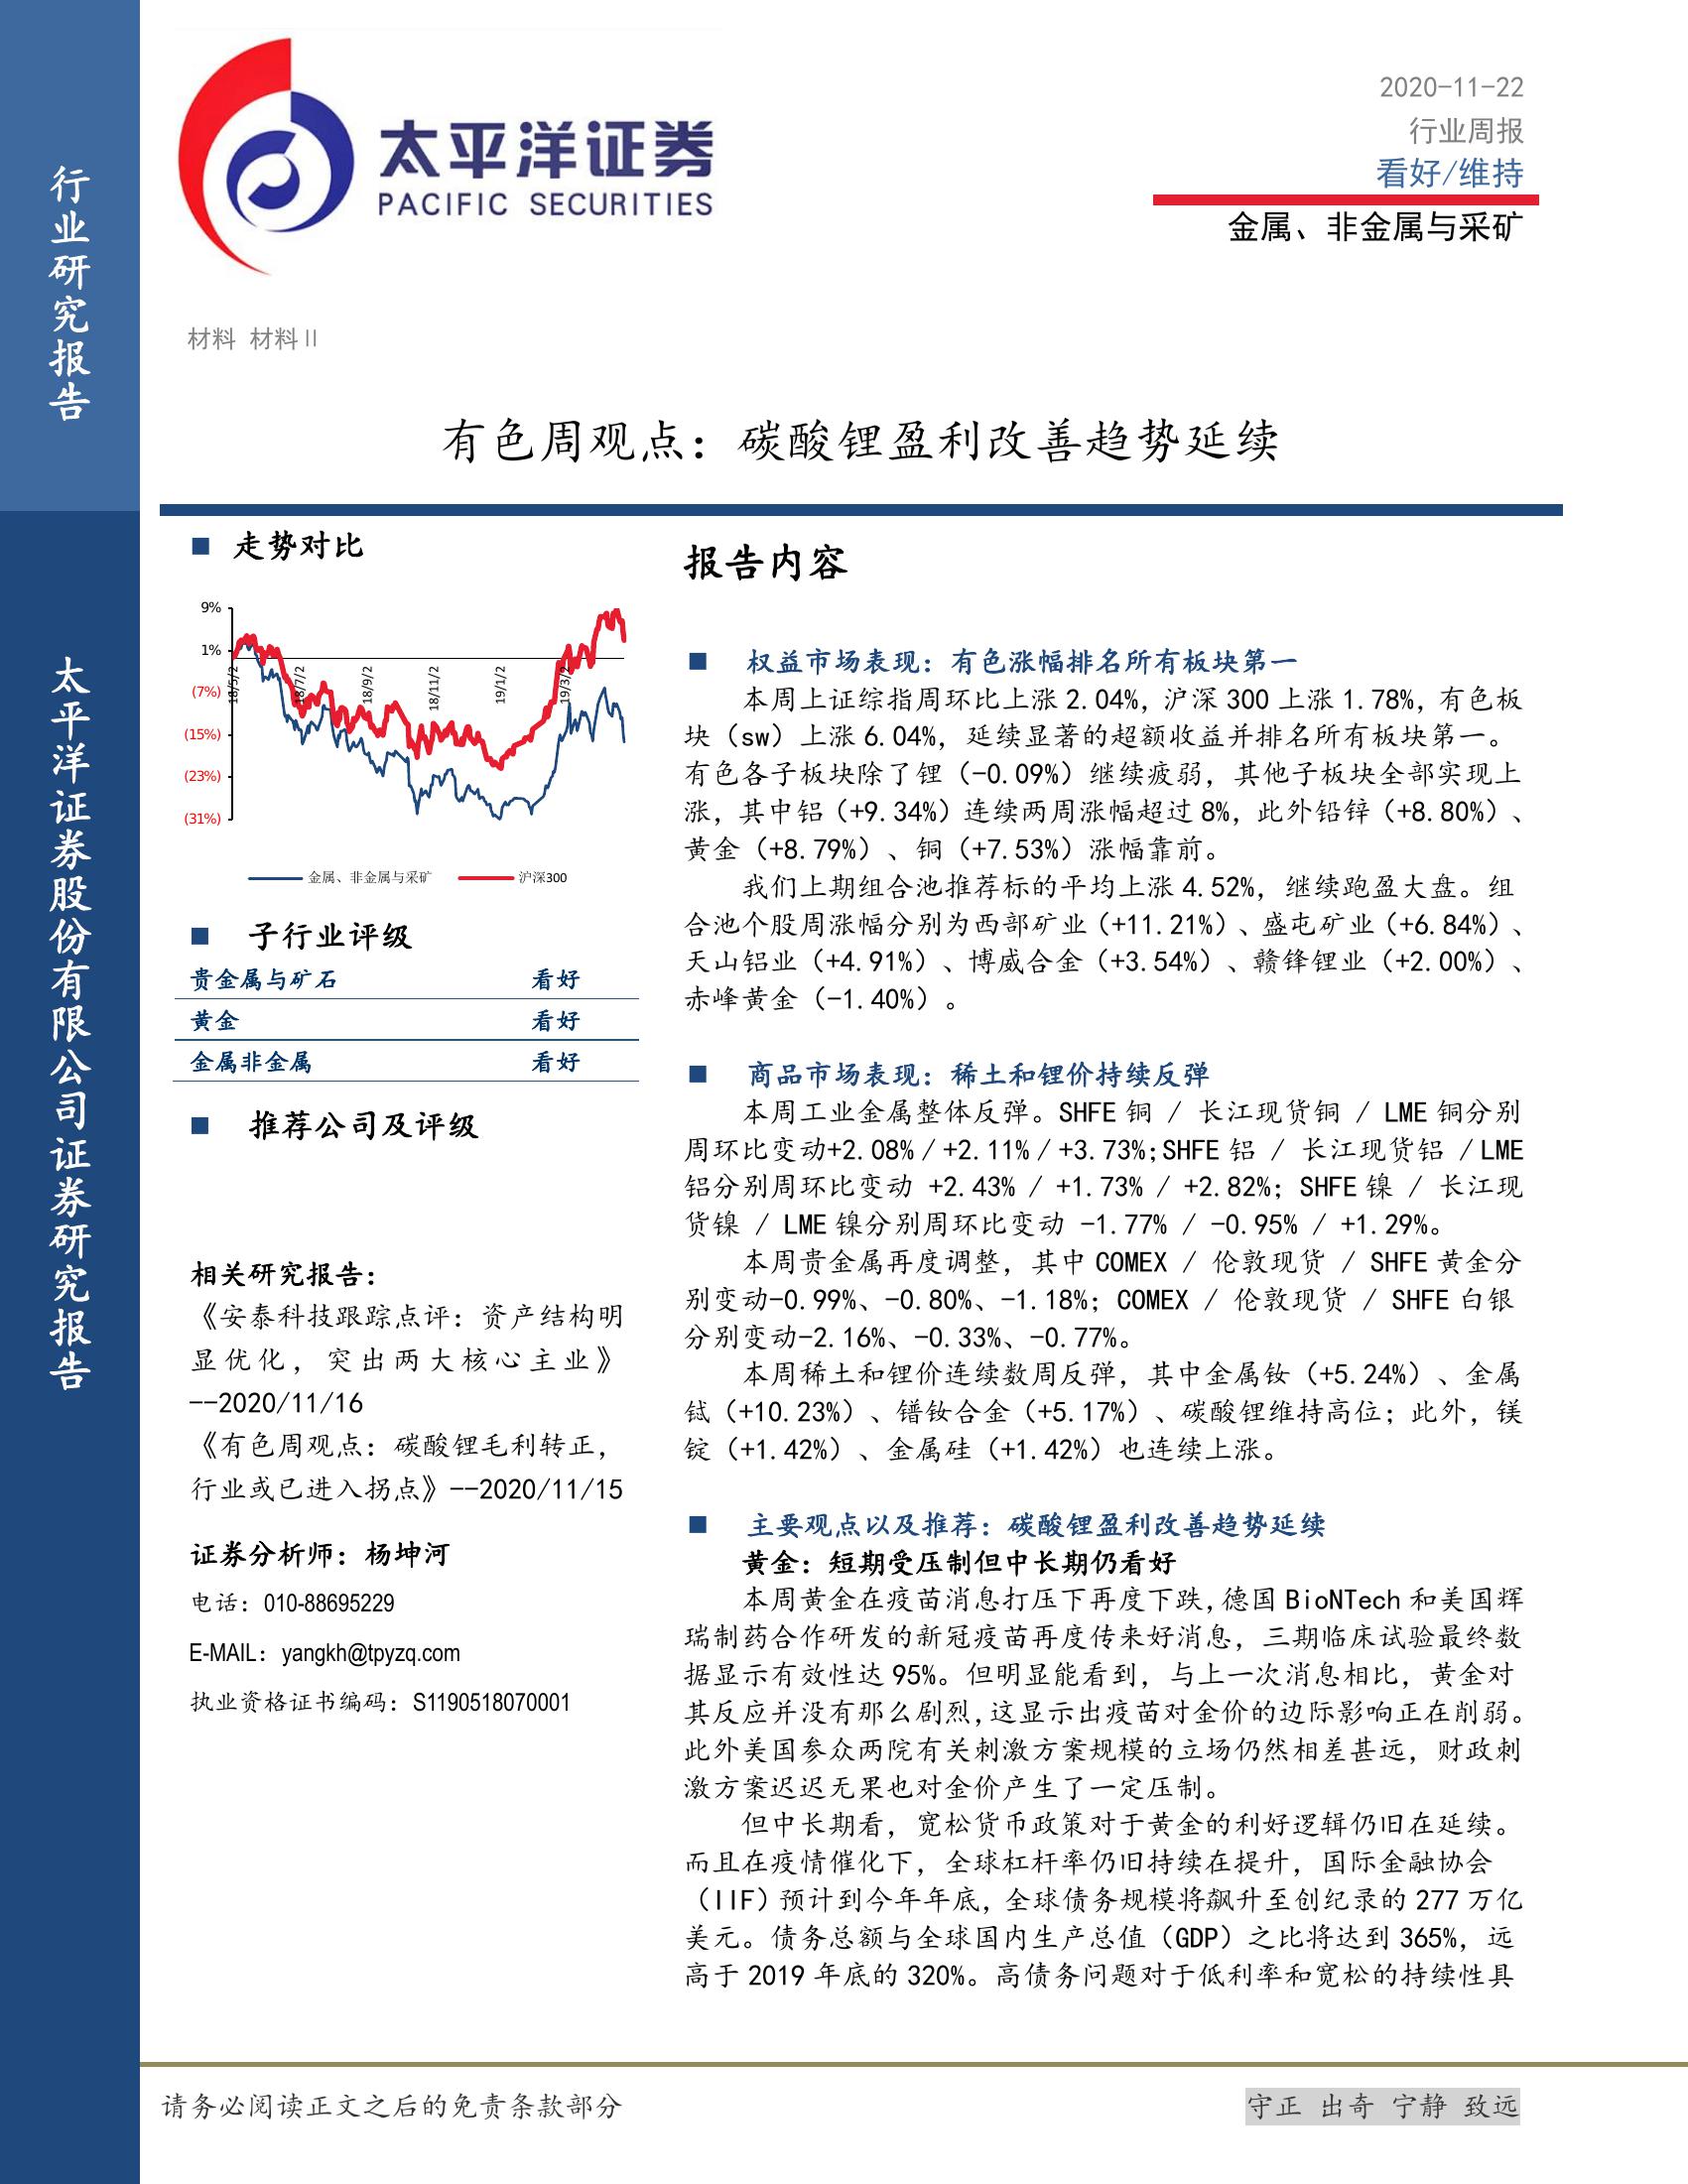 行业研究报告
太平洋证券股份有限公司证券研究报告
太平洋证券
PACIFIC SECURITIES
2020-11-22
行业周报
看好/维持
金属、非金属与采矿
材料 材料Ⅱ
有色周观点：碳酸锂盈利改善趋势延续
■ 走势对比
9%
1%
(7%)
(15%)
(23%)
(31%)
18/5/2
18/7/2
18/9/2
18/11/2
19/1/2
19/3/2
金属、非金属与采矿 沪深300
■ 子行业评级
贵金属与矿石 看好
黄金 看好
金属非金属 看好
■ 推荐公司及评级
相关研究报告：
《安泰科技跟踪点评：资产结构明
显优化，突出两大核心主业》
--2020/11/16
《有色周观点：碳酸锂毛利转正，
行业或已进入拐点》--2020/11/15
证券分析师：杨坤河
电话：010-88695229
E-MAIL：yangkh@tpyzq.com
执业资格证书编码：S1190518070001
报告内容
■ 权益市场表现：有色涨幅排名所有板块第一
本周上证综指周环比上涨 2.04%，沪深 300 上涨 1.78%，有色板
块（sw）上涨 6.04%，延续显著的超额收益并排名所有板块第一。
有色各子板块除了锂（-0.09%）继续疲弱，其他子板块全部实现上
涨，其中铝（+9.34%）连续两周涨幅超过 8%，此外铅锌（+8.80%）、
黄金（+8.79%）、铜（+7.53%）涨幅靠前。
我们上期组合池推荐标的平均上涨 4.52%，继续跑盈大盘。组
合池个股周涨幅分别为西部矿业（+11.21%）、盛屯矿业（+6.84%）、
天山铝业（+4.91%）、博威合金（+3.54%）、赣锋锂业（+2.00%）、
赤峰黄金（-1.40%）。
■ 商品市场表现：稀土和锂价持续反弹
本周工业金属整体反弹。SHFE 铜 / 长江现货铜 / LME 铜分别
周环比变动+2.08% / +2.11% / +3.73%;SHFE 铝 / 长江现货铝 / LME
铝分别周环比变动 +2.43% / +1.73% / +2.82%；SHFE 镍 / 长江现
货镍 / LME 镍分别周环比变动 -1.77% / -0.95% / +1.29%。
本周贵金属再度调整，其中 COMEX / 伦敦现货 / SHFE 黄金分
别变动-0.99%、-0.80%、-1.18%；COMEX / 伦敦现货 / SHFE 白银
分别变动-2.16%、-0.33%、-0.77%。
本周稀土和锂价连续数周反弹，其中金属钕（+5.24%）、金属
铽（+10.23%）、镨钕合金（+5.17%）、碳酸锂维持高位；此外，镁
锭（+1.42%）、金属硅（+1.42%）也连续上涨。
■ 主要观点以及推荐：碳酸锂盈利改善趋势延续
黄金：短期受压制但中长期仍看好
本周黄金在疫苗消息打压下再度下跌，德国 BioNTech 和美国辉
瑞制药合作研发的新冠疫苗再度传来好消息，三期临床试验最终数
据显示有效性达 95%。但明显能看到，与上一次消息相比，黄金对
其反应并没有那么剧烈，这显示出疫苗对金价的边际影响正在削弱。
此外美国参众两院有关刺激方案规模的立场仍然相差甚远，财政刺
激方案迟迟无果也对金价产生了一定压制。
但中长期看，宽松货币政策对于黄金的利好逻辑仍旧在延续。
而且在疫情催化下，全球杠杆率仍旧持续在提升，国际金融协会
（IIF）预计到今年年底，全球债务规模将飙升至创纪录的 277 万亿
美元。债务总额与全球国内生产总值（GDP）之比将达到 365%，远
高于 2019 年底的 320%。高债务问题对于低利率和宽松的持续性具
请务必阅读正文之后的免责条款部分
守正 出奇 宁静 致远